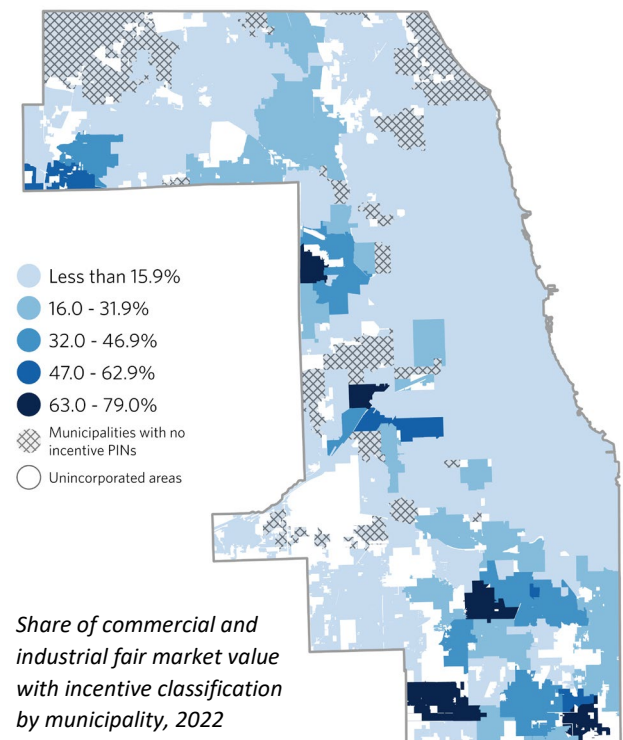 Less than 15.9%
16.0 - 31.9%
32.0 - 46.9%
47.0 - 62.9%
63.0 - 79.0%
Municipalities with no
incentive PINs
Unincorporated areas
Share of commercial and
industrial fair market value
with incentive classification
by municipality, 2022